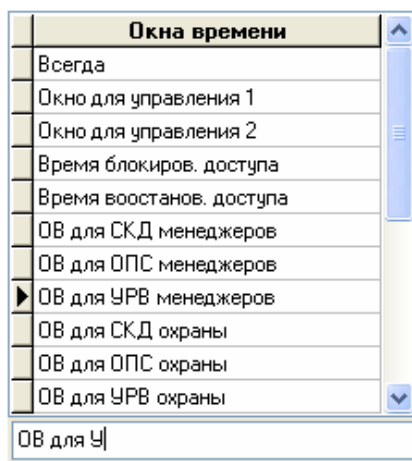 Окна времени
Всегда
Окно для управления 1
Окно для управления 2
Время блокиров. доступа
Время воостанов. доступа
ОВ для СКД менеджеров
ОВ для ОПС менеджеров
ОВ для УРВ менеджеров
ОВ для СКД охраны
ОВ для ОПС охраны
ОВ для УРВ охраны
ОВ для У